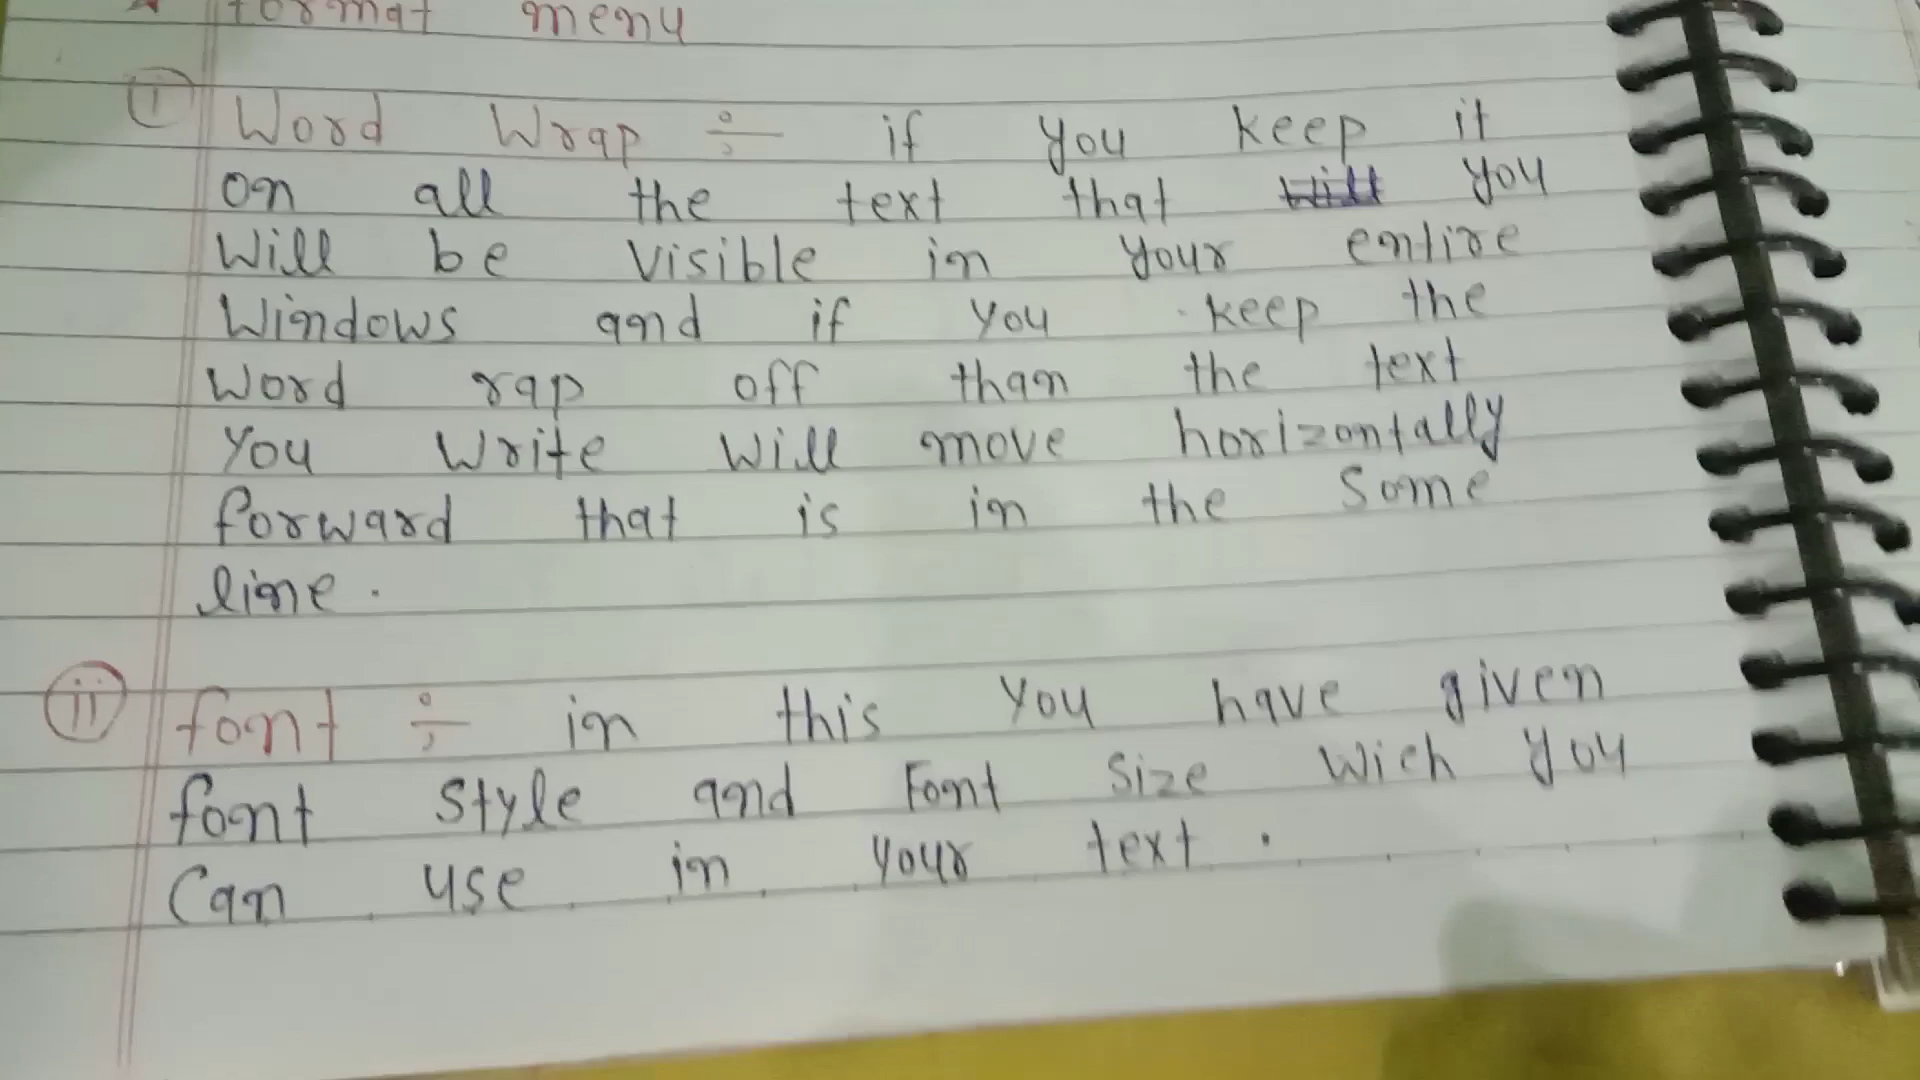 * format menu
(i) Word Wrap :- if you keep it
on all the text that will you
Will be visible in your entire
Windows and if you keep the
Word rap off than the text
you write will move horizontally
forward that is in the Some
line.
(ii) font :- in this you have given
font style and Font Size wich you
Can use in your text.